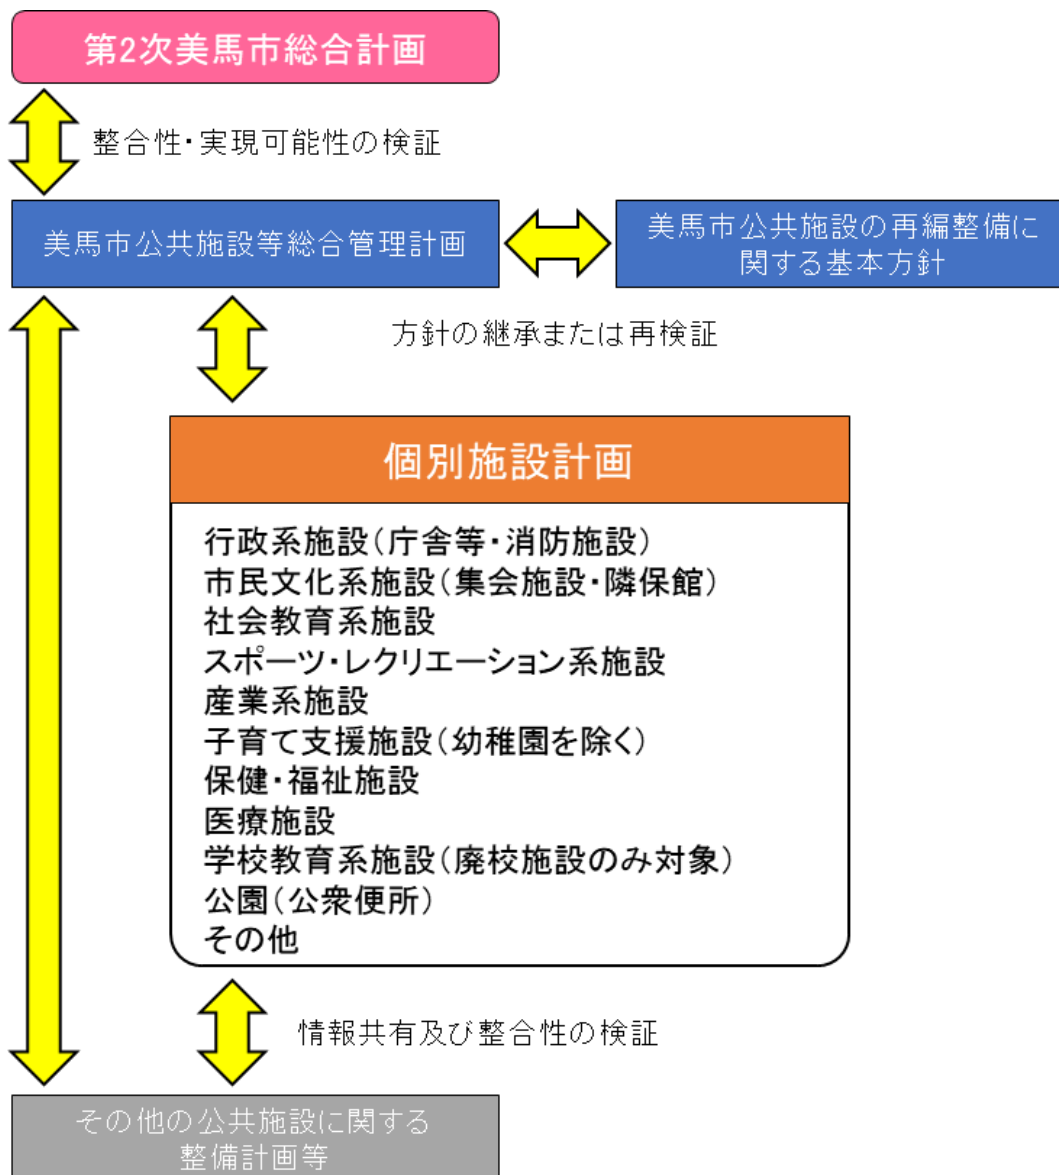 第2次美馬市総合計画
整合性・実現可能性の検証
美馬市公共施設等総合管理計画
美馬市公共施設の再編整備に
関する基本方針
方針の継承または再検証
個別施設計画
行政系施設(庁舎等・消防施設)
市民文化系施設(集会施設・隣保館)
社会教育系施設
スポーツ・レクリエーション系施設
産業系施設
子育て支援施設(幼稚園を除く)
保健・福祉施設
医療施設
学校教育系施設(廃校施設のみ対象)
公園(公衆便所)
その他
情報共有及び整合性の検証
その他の公共施設に関する
整備計画等